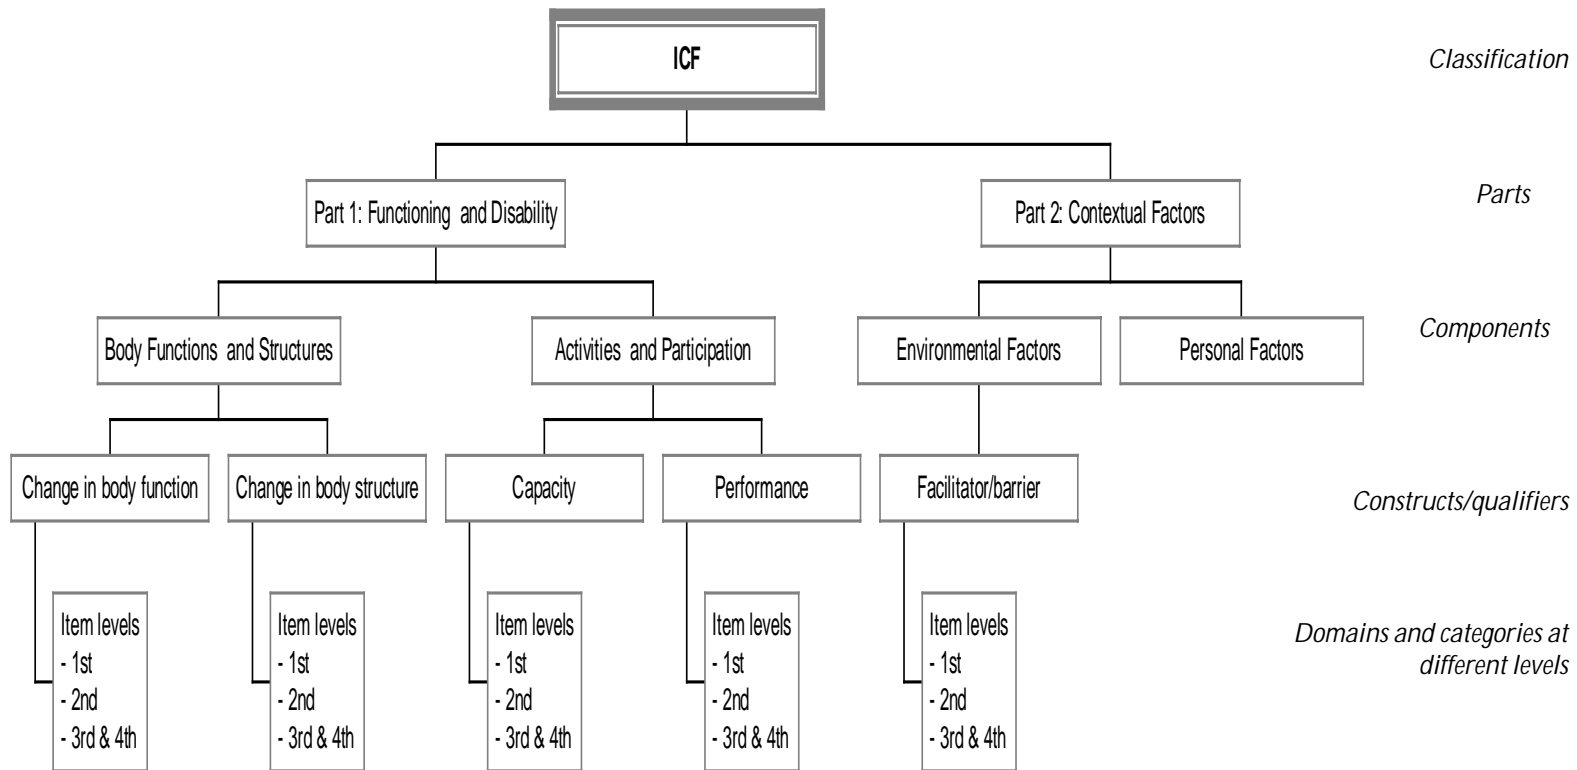 ICF
Classification
Part 1: Functioning and Disability
Part 2: Contextual Factors
Parts
Body Functions and Structures
Activities and Participation
Environmental Factors
Personal Factors
Components
Change in body function
Change in body structure
Capacity
Performance
Facilitator/barrier
Constructs/qualifiers
Item levels
- 1st
- 2nd
- 3rd & 4th
Item levels
- 1st
- 2nd
- 3rd & 4th
Item levels
- 1st
- 2nd
- 3rd & 4th
Item levels
- 1st
- 2nd
- 3rd & 4th
Item levels
- 1st
- 2nd
- 3rd & 4th
Domains and categories at
different levels